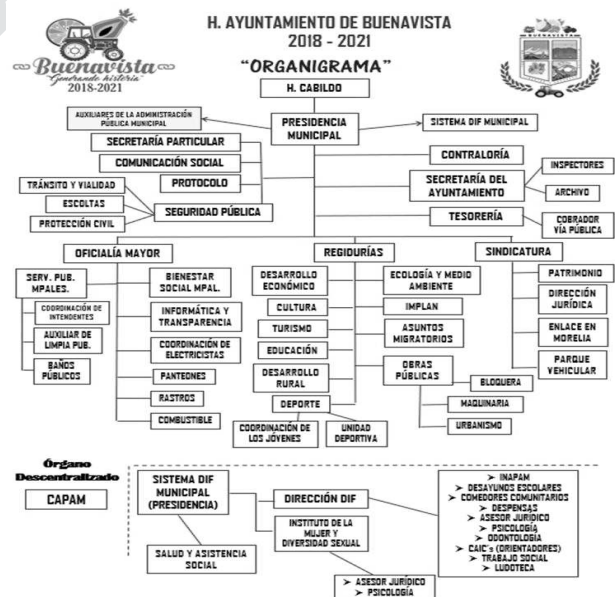 H. AYUNTAMIENTO DE BUENAVISTA
2018 - 2021
"ORGANIGRAMA"
Buenavista
Generando historia
2018-2021
BUENAVISTA
H. CABILDO
AUXILIARES DE LA ADMINISTRACIÓN
PÚBLICA MUNICIPAL
PRESIDENCIA
MUNICIPAL
SISTEMA DIF MUNICIPAL
SECRETARÍA PARTICULAR
COMUNICACIÓN SOCIAL
PROTOCOLO
SEGURIDAD PÚBLICA
TRÁNSITO Y VIALIDAD
ESCOLTAS
PROTECCIÓN CIVIL
CONTRALORÍA
SECRETARÍA DEL
AYUNTAMIENTO
INSPECTORES
ARCHIVO
TESORERÍA
COBRADOR
VÍA PÚBLICA
OFICIALÍA MAYOR
REGIDURÍAS
SINDICATURA
SERV. PUB.
MPALES.
COORDINACIÓN DE
INTENDENTES
AUXILIAR DE
LIMPIA PUB.
BAÑOS
PÚBLICOS
BIENESTAR
SOCIAL MPAL.
INFORMÁTICA Y
TRANSPARENCIA
COORDINACIÓN DE
ELECTRICISTAS
PANTEONES
RASTROS
COMBUSTIBLE
DESARROLLO
ECONÓMICO
CULTURA
TURISMO
EDUCACIÓN
DESARROLLO
RURAL
DEPORTE
COORDINACIÓN DE
LOS JÓVENES
UNIDAD
DEPORTIVA
ECOLOGÍA Y MEDIO
AMBIENTE
IMPLAN
ASUNTOS
MIGRATORIOS
OBRAS
PÚBLICAS
BLOQUERA
MAQUINARIA
URBANISMO
PATRIMONIO
DIRECCIÓN
JURÍDICA
ENLACE EN
MORELIA
PARQUE
VEHICULAR
Órgano
Descentralizado
CAPAM
SISTEMA DIF
MUNICIPAL
(PRESIDENCIA)
SALUD Y ASISTENCIA
SOCIAL
DIRECCIÓN DIF
INSTITUTO DE LA
MUJER Y
DIVERSIDAD SEXUAL
➤ ASESOR JURÍDICO
➤ PSICOLOGÍA
➤ INAPAM
➤ DESAYUNOS ESCOLARES
➤ COMEDORES COMUNITARIOS
➤ DESPENSAS
➤ ASESOR JURÍDICO
➤ PSICOLOGÍA
➤ ODONTOLOGÍA
➤ CAIC's (ORIENTADORES)
➤ TRABAJO SOCIAL
➤ LUDOTECA